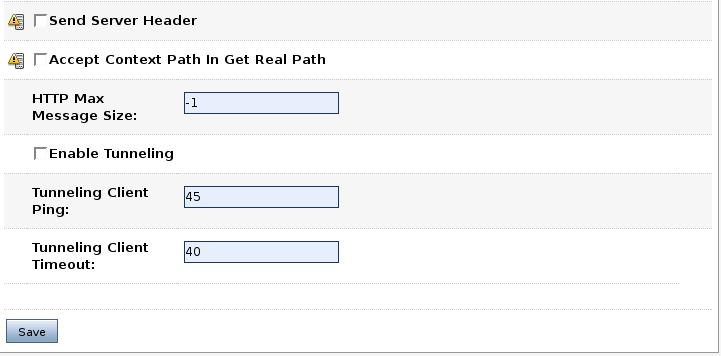 Send Server Header
Accept Context Path In Get Real Path
HTTP Max
Message Size:
-1
Enable Tunneling
Tunneling Client
Ping:
45
Tunneling Client
Timeout:
40
Save